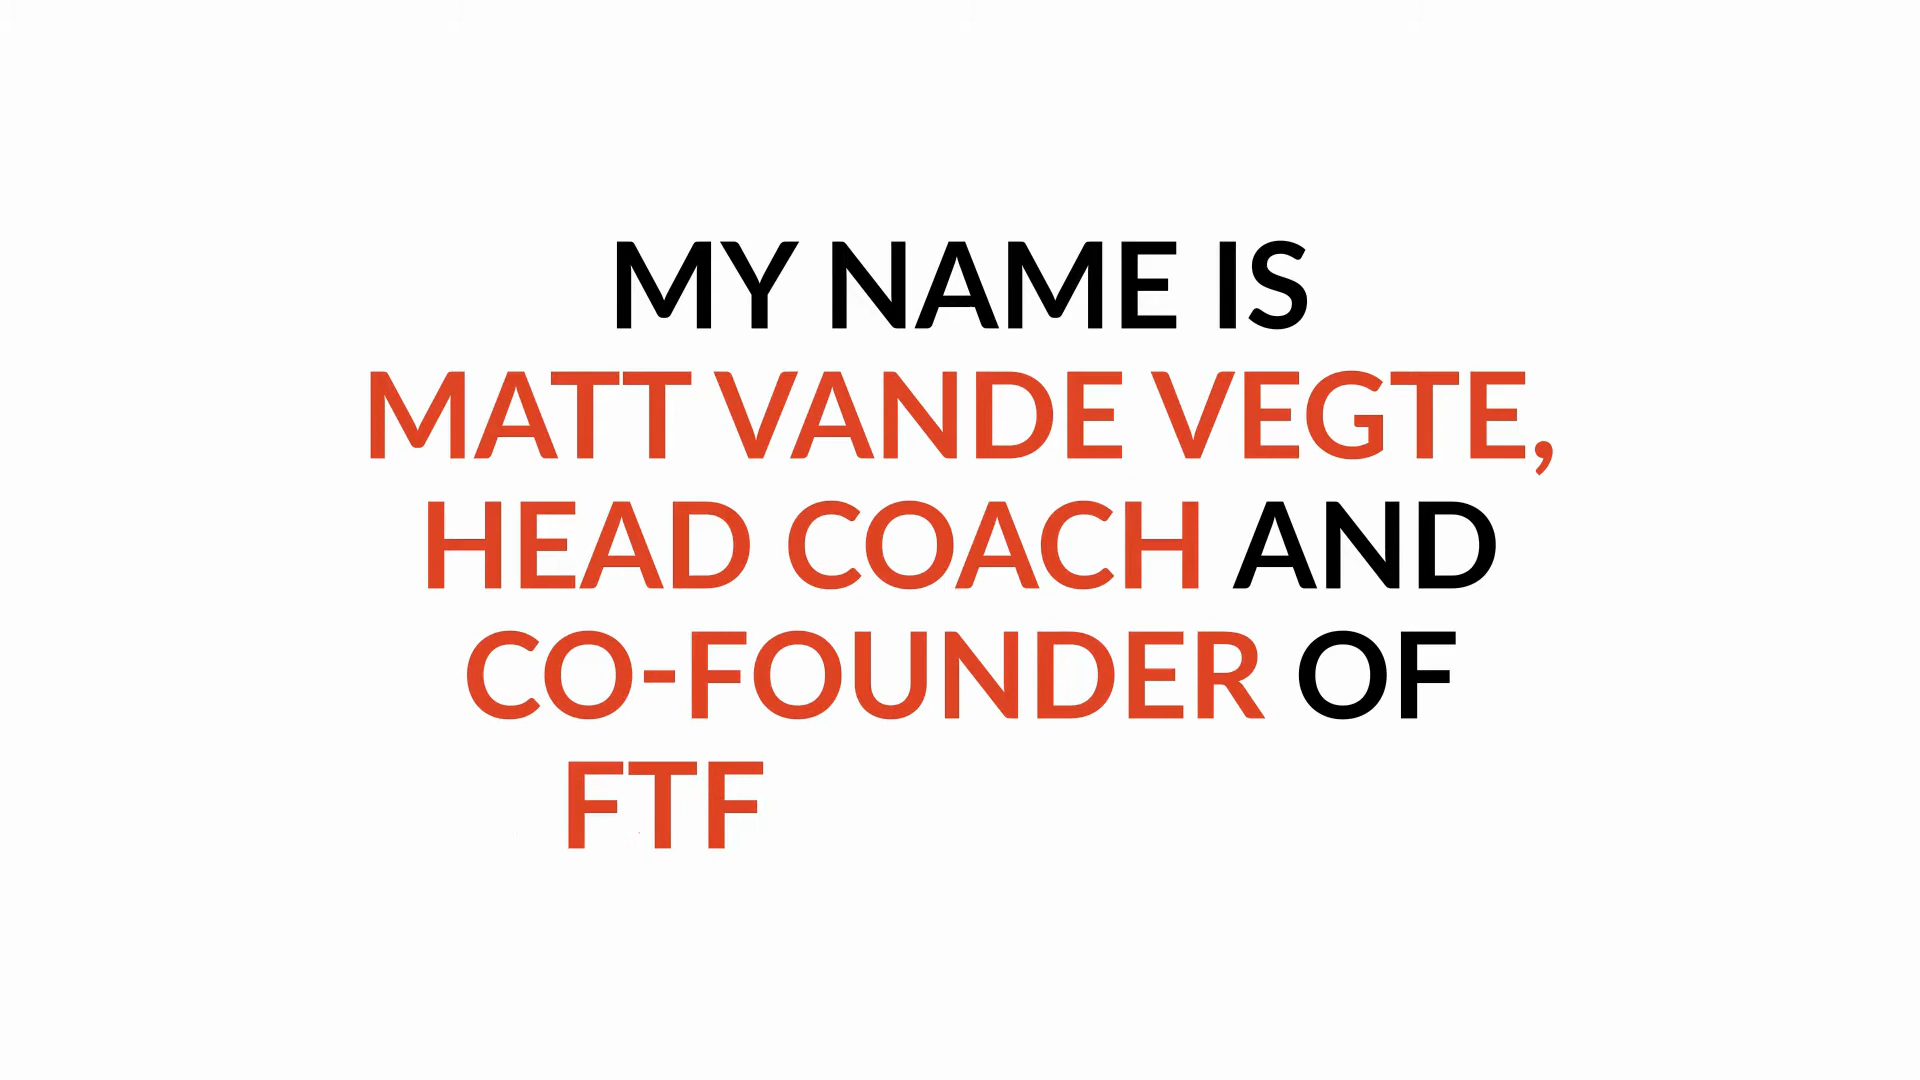 MY NAME IS
MATT VANDE VEGTE,
HEAD COACH AND
CO-FOUNDER OF
FTF